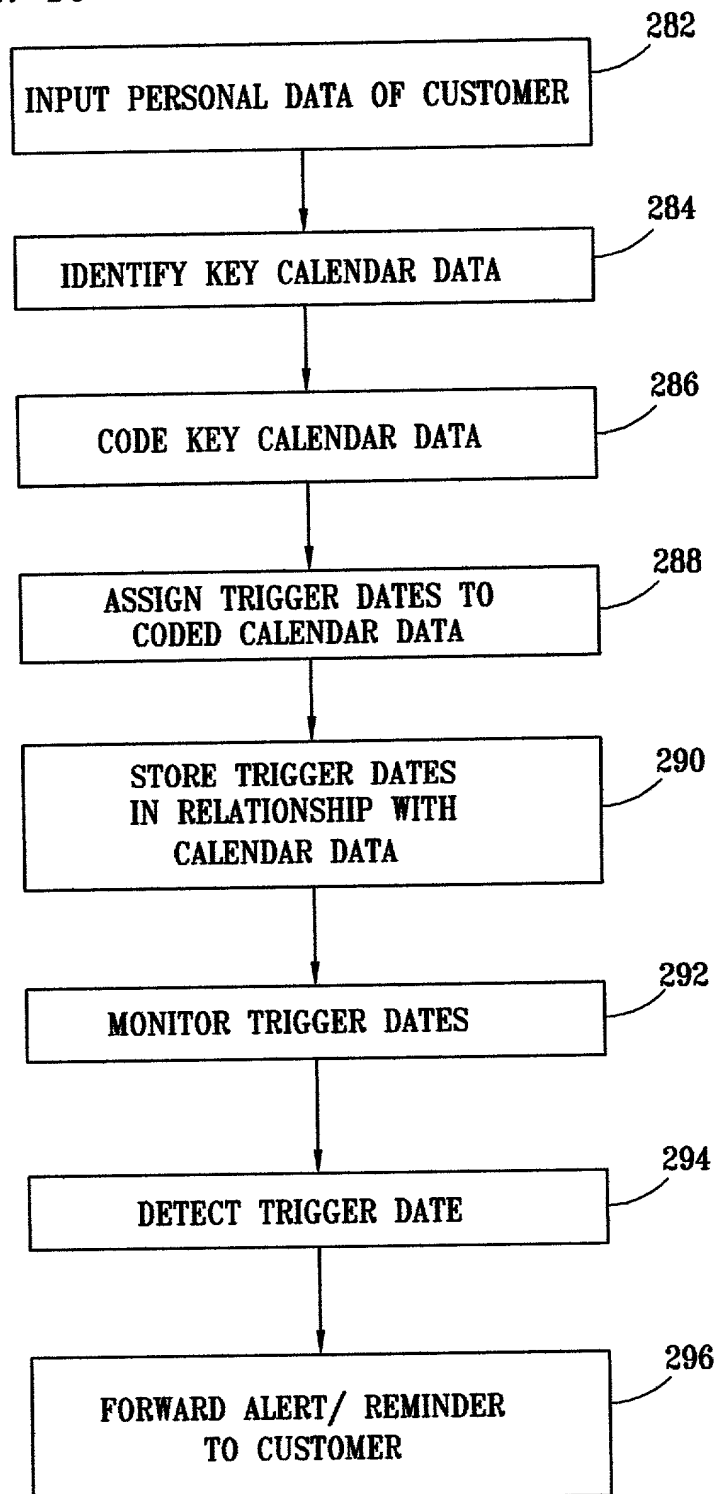 282
INPUT PERSONAL DATA OF CUSTOMER
284
IDENTIFY KEY CALENDAR DATA
286
CODE KEY CALENDAR DATA
288
ASSIGN TRIGGER DATES TO
CODED CALENDAR DATA
290
STORE TRIGGER DATES
IN RELATIONSHIP WITH
CALENDAR DATA
292
MONITOR TRIGGER DATES
294
DETECT TRIGGER DATE
296
FORWARD ALERT/ REMINDER
TO CUSTOMER